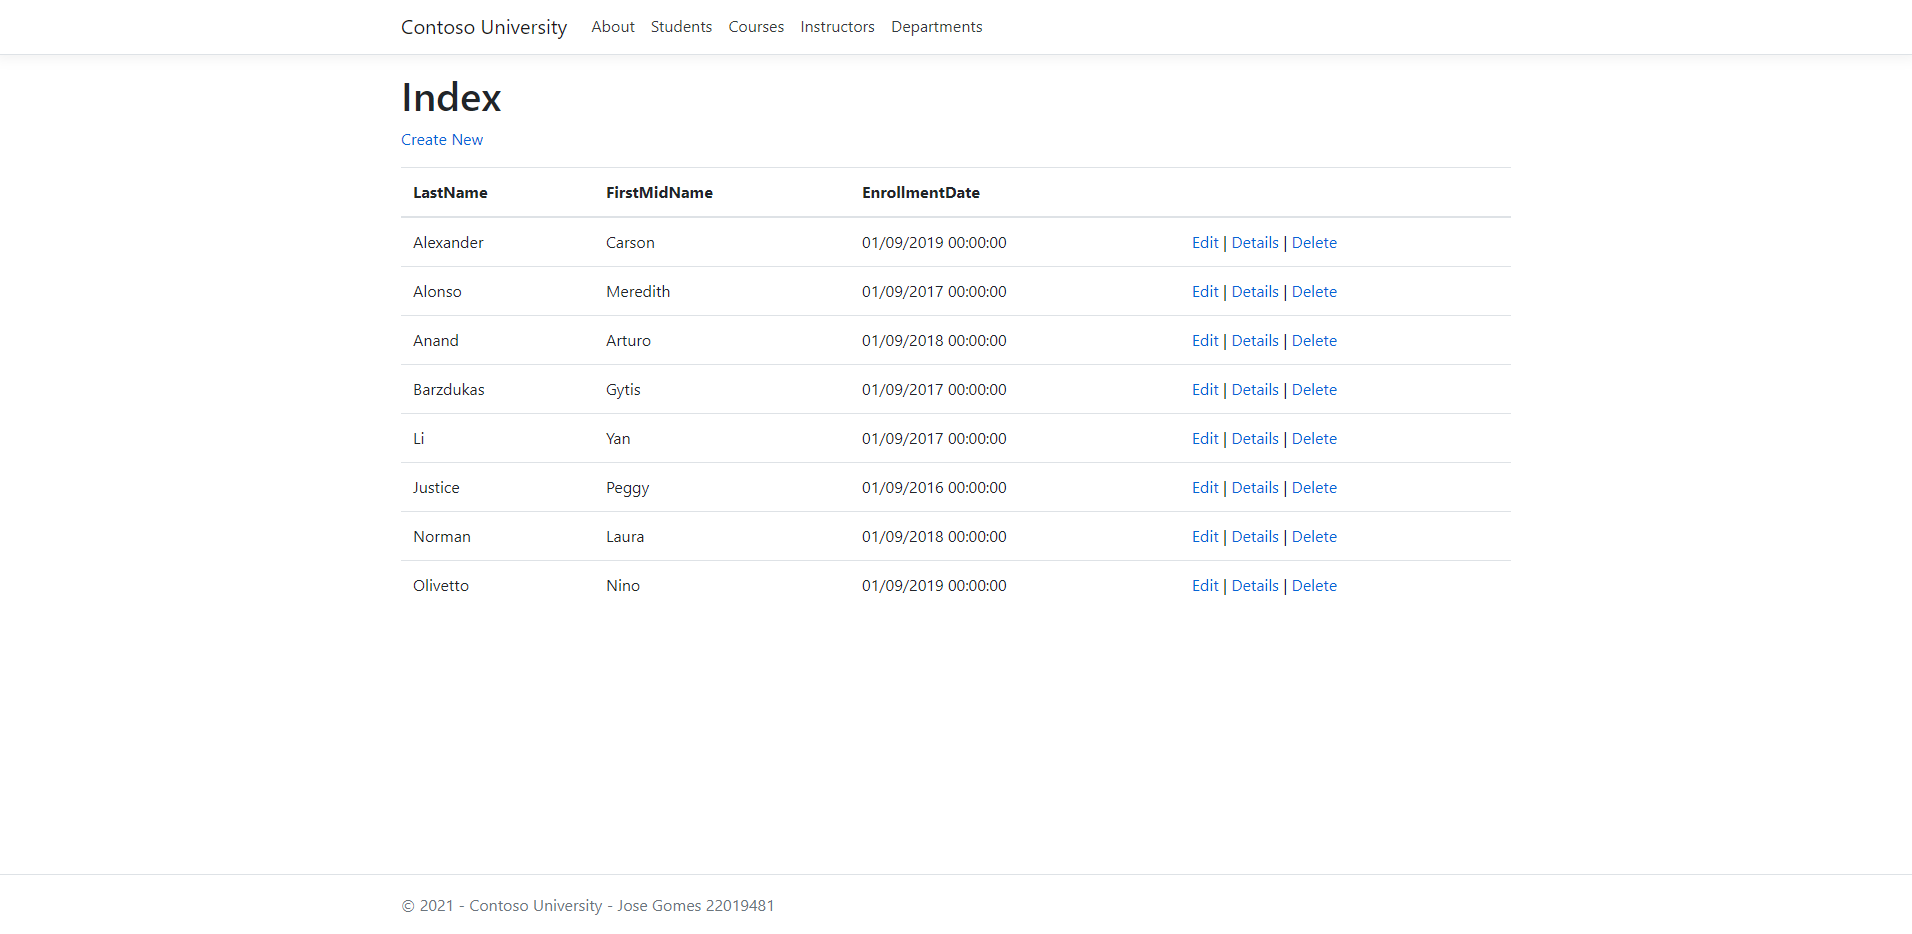 Contoso University About Students Courses Instructors Departments
Index
Create New
LastName FirstMidName EnrollmentDate
Alexander Carson 01/09/2019 00:00:00 Edit | Details | Delete
Alonso Meredith 01/09/2017 00:00:00 Edit | Details | Delete
Anand Arturo 01/09/2018 00:00:00 Edit | Details | Delete
Barzdukas Gytis 01/09/2017 00:00:00 Edit | Details | Delete
Li Yan 01/09/2017 00:00:00 Edit | Details | Delete
Justice Peggy 01/09/2016 00:00:00 Edit | Details | Delete
Norman Laura 01/09/2018 00:00:00 Edit | Details | Delete
Olivetto Nino 01/09/2019 00:00:00 Edit | Details | Delete
© 2021 - Contoso University - Jose Gomes 22019481